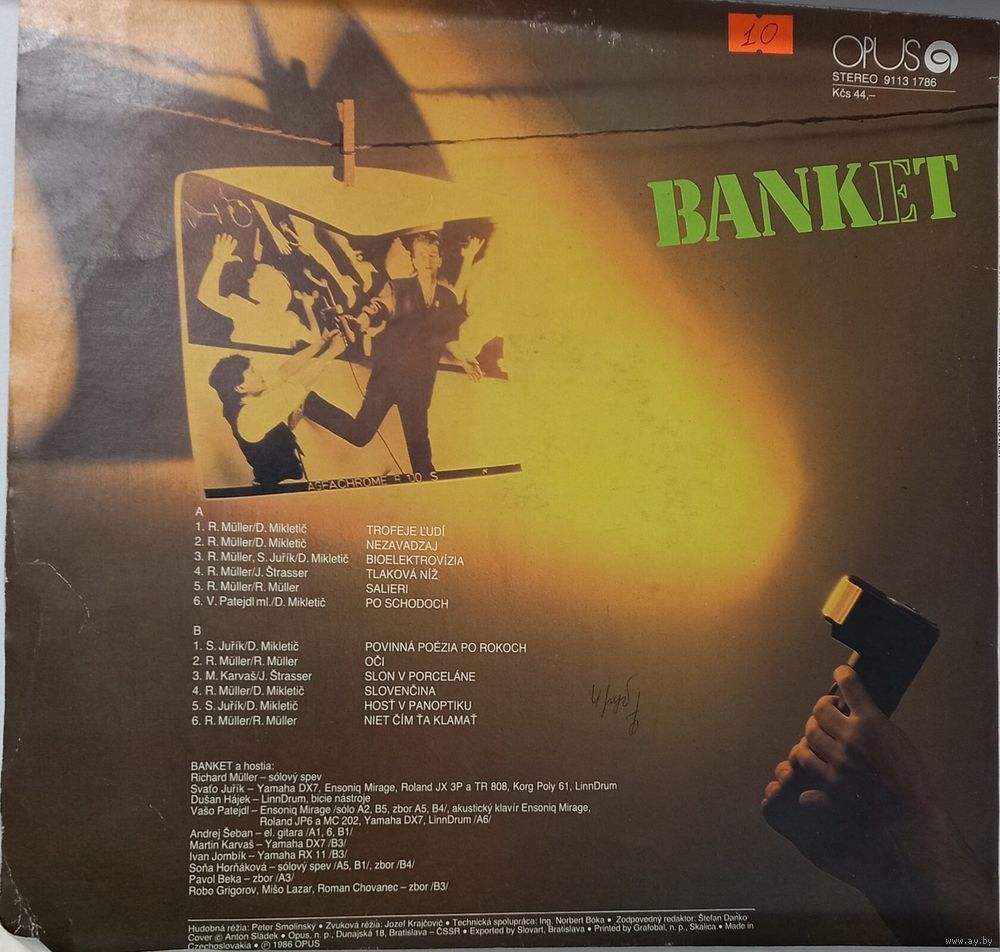 10
OPUS
STEREO 9113 1786
Kčs 44,–
BANKET
AGFACHROME
S
A
1. R. Müller/D. Mikletič TROFEJE ĽUDÍ
2. R. Müller/D. Mikletič NEZAVADZAJ
3. R. Müller, S. Juřík/D. Mikletič BIOELEKTROVÍZIA
4. R. Müller/J. Štrasser TLAKOVÁ NÍŽ
5. R. Müller/R. Müller SALIERI
6. V. Patejdl ml./D. Mikletič PO SCHODOCH
B
1. S. Juřík/D. Mikletič POVINNÁ POÉZIA PO ROKOCH
2. R. Müller/R. Müller OČI
3. M. Karvaš/J. Štrasser SLON V PORCELÁNE
4. R. Müller/D. Mikletič SLOVENČINA
5. S. Juřík/D. Mikletič HOSŤ V PANOPTIKU
6. R. Müller/R. Müller NIET ČÍM ŤA KLAMAŤ
BANKET a hostia:
Richard Müller – sólový spev
Svaťo Juřík – Yamaha DX7, Ensoniq Mirage, Roland JX 3P a TR 808, Korg Poly 61, LinnDrum
Dušan Hájek – LinnDrum, bicie nástroje
Vašo Patejdl – Ensoniq Mirage /sólo A2, B5, zbor A5, B4/, akustický klavír Ensoniq Mirage,
Roland JP6 a MC 202, Yamaha DX7, LinnDrum /A6/
Andrej Šeban – el. gitara /A1, 6, B1/
Martin Karvaš – Yamaha DX7 /B3/
Ivan Jombík – Yamaha RX 11 /B3/
Soňa Horňáková – sólový spev /A5, B1/, zbor /B4/
Pavol Beka – zbor /A3/
Robo Grigorov, Mišo Lazar, Roman Chovanec – zbor /B3/
Hudobná réžia: Peter Smolinský • Zvuková réžia: Jozef Krajčovič • Technická spolupráca: Ing. Norbert Bóka • Zodpovedný redaktor: Štefan Danko
Cover © Anton Sládek • Opus, n. p., Dunajská 18, Bratislava – ČSSR • Exported by Slovart, Bratislava • Printed by Grafobal, n. p., Skalica • Made in
Czechoslovakia • ℗ 1986 OPUS
www.ay.by